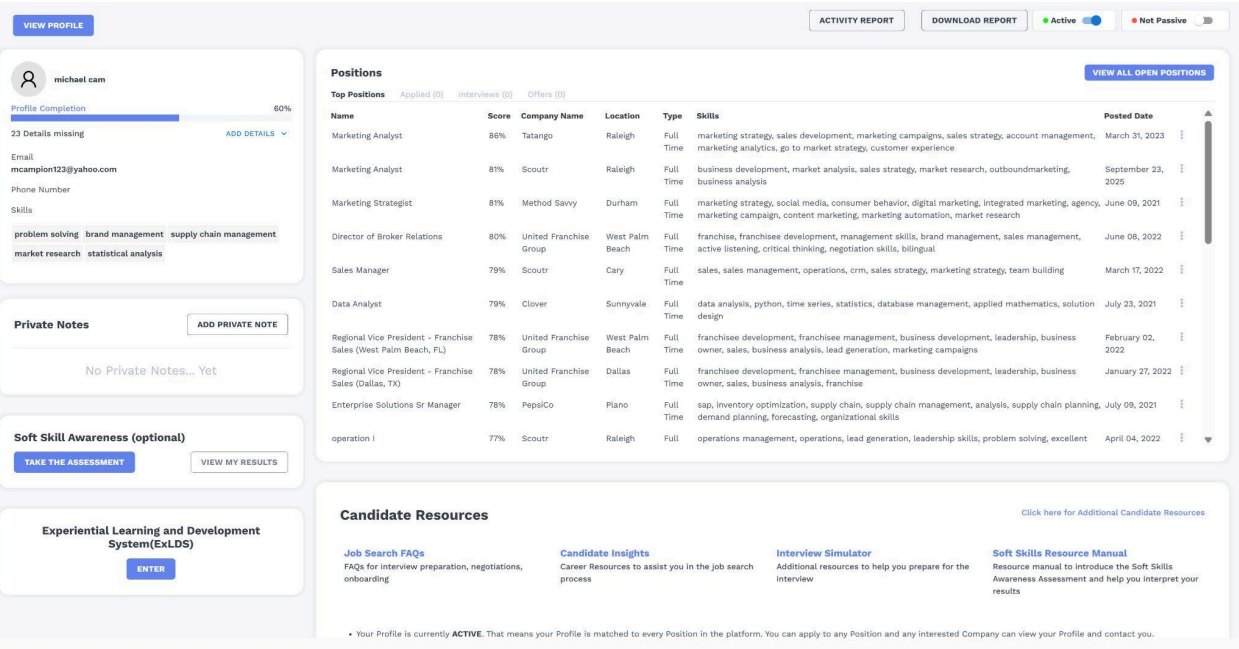 VIEW PROFILE
ACTIVITY REPORT
DOWNLOAD REPORT
Active
Not Passive
michael cam
Profile Completion 60%
23 Details missing ADD DETAILS
Email
mcampion123@yahoo.com
Phone Number
Skills
problem solving brand management supply chain management
market research statistical analysis
Private Notes ADD PRIVATE NOTE
No Private Notes... Yet
Soft Skill Awareness (optional)
TAKE THE ASSESSMENT VIEW MY RESULTS
Experiential Learning and Development
System(ExLDS)
ENTER
Positions VIEW ALL OPEN POSITIONS
Top Positions Applied (0) Interviews (0) Offers (0)
Name Score Company Name Location Type Skills Posted Date
Marketing Analyst 86% Tatango Raleigh Full marketing strategy, sales development, marketing campaigns, sales strategy, account management, March 31, 2023
Time marketing analytics, go to market strategy, customer experience
Marketing Analyst 81% Scoutr Raleigh Full business development, market analysis, sales strategy, market research, outboundmarketing, September 23,
Time business analysis 2025
Marketing Strategist 81% Method Savvy Durham Full marketing strategy, social media, consumer behavior, digital marketing, integrated marketing, agency, June 09, 2021
Time marketing campaign, content marketing, marketing automation, market research
Director of Broker Relations 80% United Franchise West Palm Full franchise, franchisee development, management skills, brand management, sales management, June 08, 2022
Group Beach Time active listening, critical thinking, negotiation skills, bilingual
Sales Manager 79% Scoutr Cary Full sales, sales management, operations, crm, sales strategy, marketing strategy, team building March 17, 2022
Time
Data Analyst 79% Clover Sunnyvale Full data analysis, python, time series, statistics, database management, applied mathematics, solution July 23, 2021
Time design
Regional Vice President - Franchise 78% United Franchise West Palm Full franchisee development, franchisee management, business development, leadership, business February 02,
Sales (West Palm Beach, FL) Group Beach Time owner, sales, business analysis, lead generation, marketing campaigns 2022
Regional Vice President - Franchise 78% United Franchise Dallas Full franchisee development, franchisee management, business development, leadership, business January 27, 2022
Sales (Dallas, TX) Group Time owner, sales, business analysis, franchise
Enterprise Solutions Sr Manager 78% PepsiCo Plano Full sap, inventory optimization, supply chain, supply chain management, analysis, supply chain planning, July 09, 2021
Time demand planning, forecasting, organizational skills
operation I 77% Scoutr Raleigh Full operations management, operations, lead generation, leadership skills, problem solving, excellent April 04, 2022
Candidate Resources Click here for Additional Candidate Resources
Job Search FAQs Candidate Insights Interview Simulator Soft Skills Resource Manual
FAQs for interview preparation, negotiations, Career Resources to assist you in the job search Additional resources to help you prepare for the Resource manual to introduce the Soft Skills
onboarding process interview Awareness Assessment and help you interpret your
results
• Your Profile is currently ACTIVE. That means your Profile is matched to every Position in the platform. You can apply to any Position and any interested Company can view your Profile and contact you.